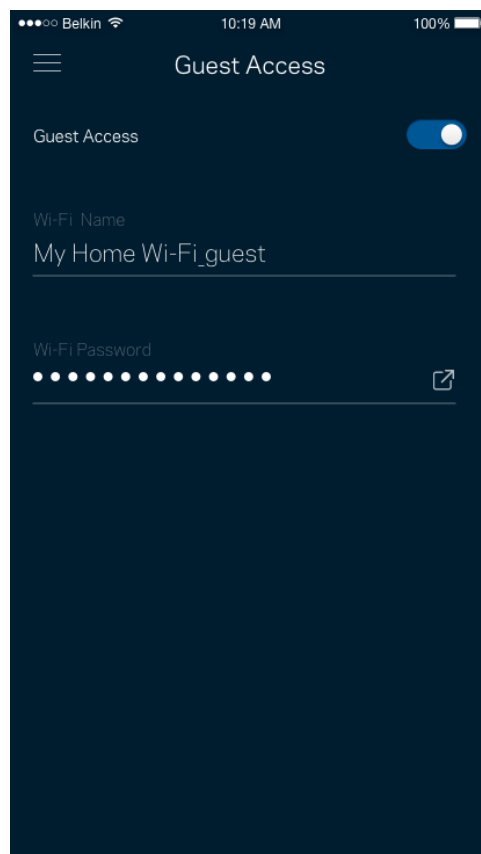 Belkin 10:19 AM 100%
Guest Access
Guest Access
Wi-Fi Name
My Home Wi-Fi_guest
Wi-Fi Password
●●●●●●●●●●●●●●